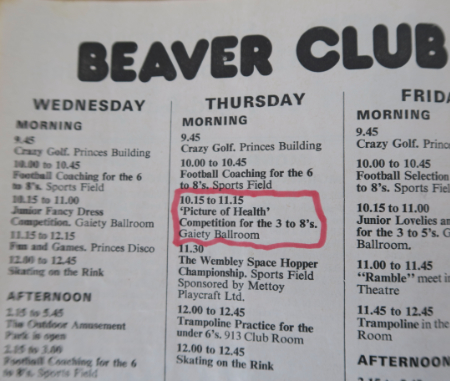 BEAVER CLUB
WEDNESDAY
MORNING
9.45
Crazy Golf. Princes Building
10.00 to 10.45
Football Coaching for the 6
to 8's. Sports Field
10.15 to 11.00
Junior Fancy Dress
Competition. Gaiety Ballroom
11.15 to 12.15
Fun and Games. Princes Disco
12.00 to 12.45
Skating on the Rink
AFTERNOON
2.15 to 5.45
The Outdoor Amusement
Park is open
2.15 to 3.00
Football Coaching for the 6
to 8's. Sports Field
THURSDAY
MORNING
9.45
Crazy Golf. Princes Building
10.00 to 10.45
Football Coaching for the 6
to 8's. Sports Field
10.15 to 11.15
'Picture of Health'
Competition for the 3 to 8's.
Gaiety Ballroom
11.30
The Wembley Space Hopper
Championship. Sports Field
Sponsored by Mettoy
Playcraft Ltd.
12.00 to 12.45
Trampoline Practice for the
under 6's. 913 Club Room
12.00 to 12.45
Skating on the Rink
FRIDA
MORNING
9.45
Crazy Golf. Princ
10.00 to 10.45
Football Selection
to 8's. Sports Fiel
10.15 to 11.00
Junior Lovelies a
for the 3 to 5's. G
Ballroom.
11.00 to 11.45
"Ramble" meet i
Theatre
11.45 to 12.45
Trampoline in the
Room
AFTERNOON